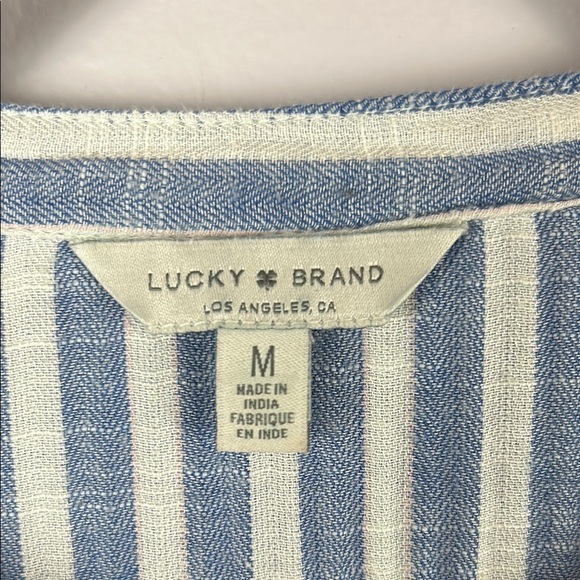 LUCKY BRAND
LOS ANGELES, CA
M
MADE IN
INDIA
FABRIQUE
EN INDE